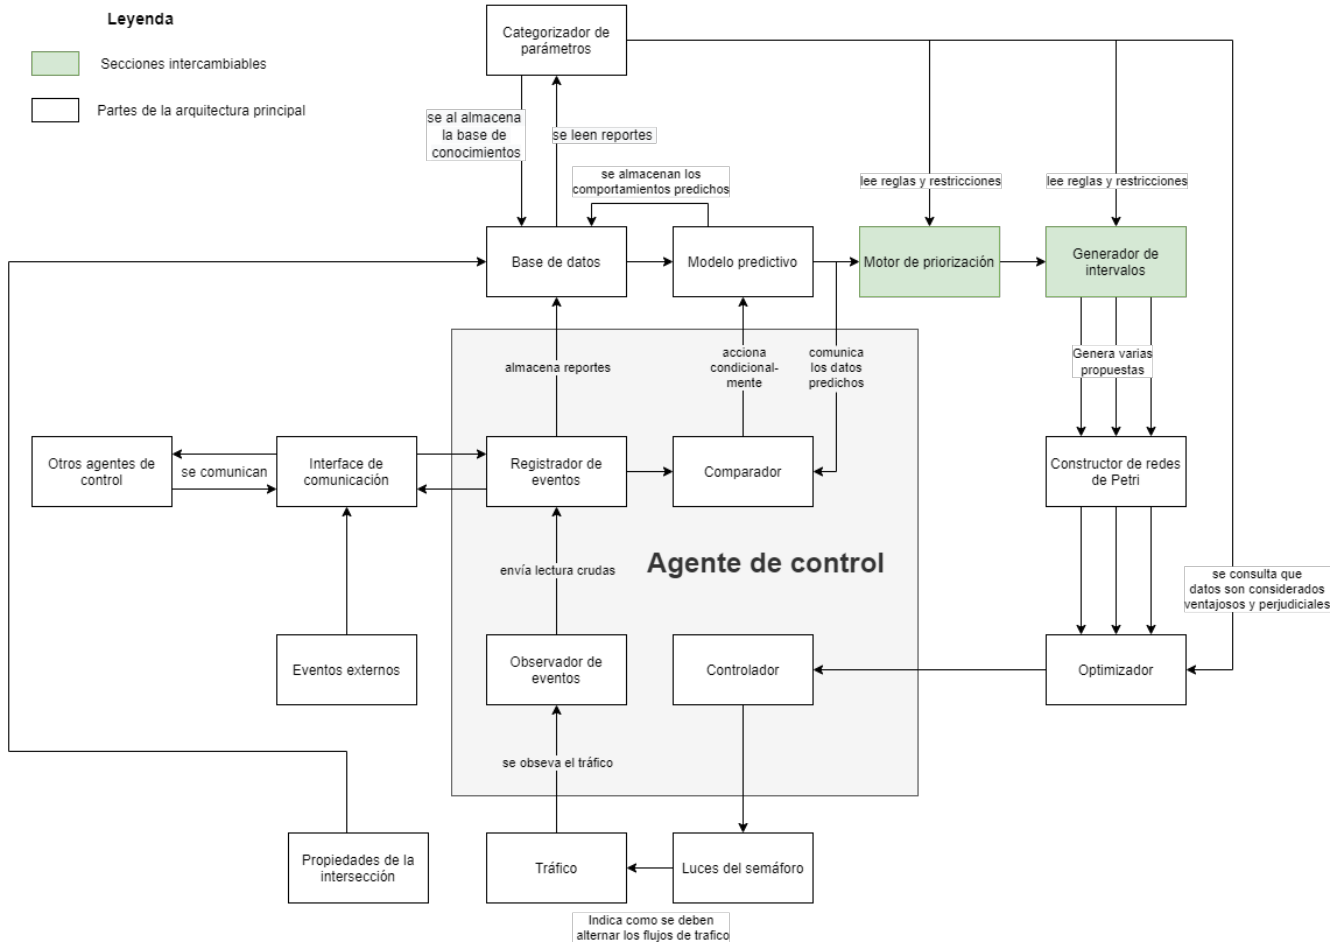 Leyenda
Secciones intercambiables
Partes de la arquitectura principal
Categorizador de
parámetros
se al almacena
la base de
conocimientos
se leen reportes
se almacenan los
comportamientos predichos
lee reglas y restricciones
lee reglas y restricciones
Base de datos
Modelo predictivo
Motor de priorización
Generador de
intervalos
almacena reportes
acciona
condicional-
mente
comunica
los datos
predichos
Genera varias
propuestas
Otros agentes de
control
se comunican
Interface de
comunicación
Registrador de
eventos
Comparador
Constructor de redes
de Petri
envía lectura crudas
Agente de control
se consulta que
datos son considerados
ventajosos y perjudiciales
Eventos externos
Observador de
eventos
Controlador
Optimizador
se obseva el tráfico
Propiedades de la
intersección
Tráfico
Luces del semáforo
Indica como se deben
alternar los flujos de trafico